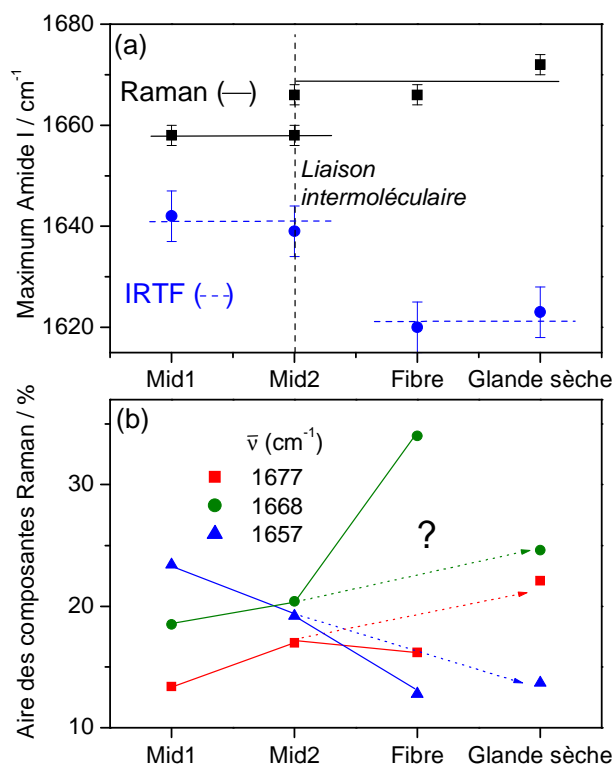 1680
(a)
Raman (—)
1660
Liaison
intermoléculaire
1640
IRTF (---)
1620
Maximum Amide I / cm⁻¹
Mid1 Mid2 Fibre Glande sèche
(b)
ν̅ (cm⁻¹)
1677
1668
1657
?
30
20
10
Aire des composantes Raman / %
Mid1 Mid2 Fibre Glande sèche